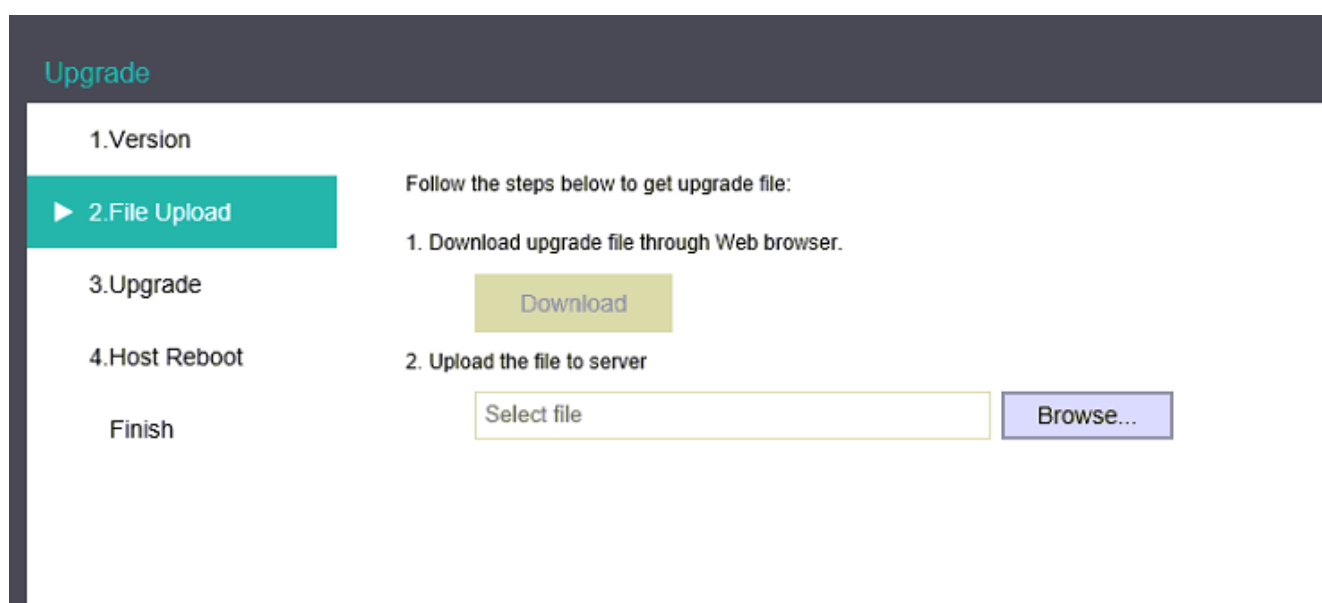 Upgrade
1.Version
2.File Upload
3.Upgrade
4.Host Reboot
Finish
Follow the steps below to get upgrade file:
1. Download upgrade file through Web browser.
Download
2. Upload the file to server
Select file
Browse...